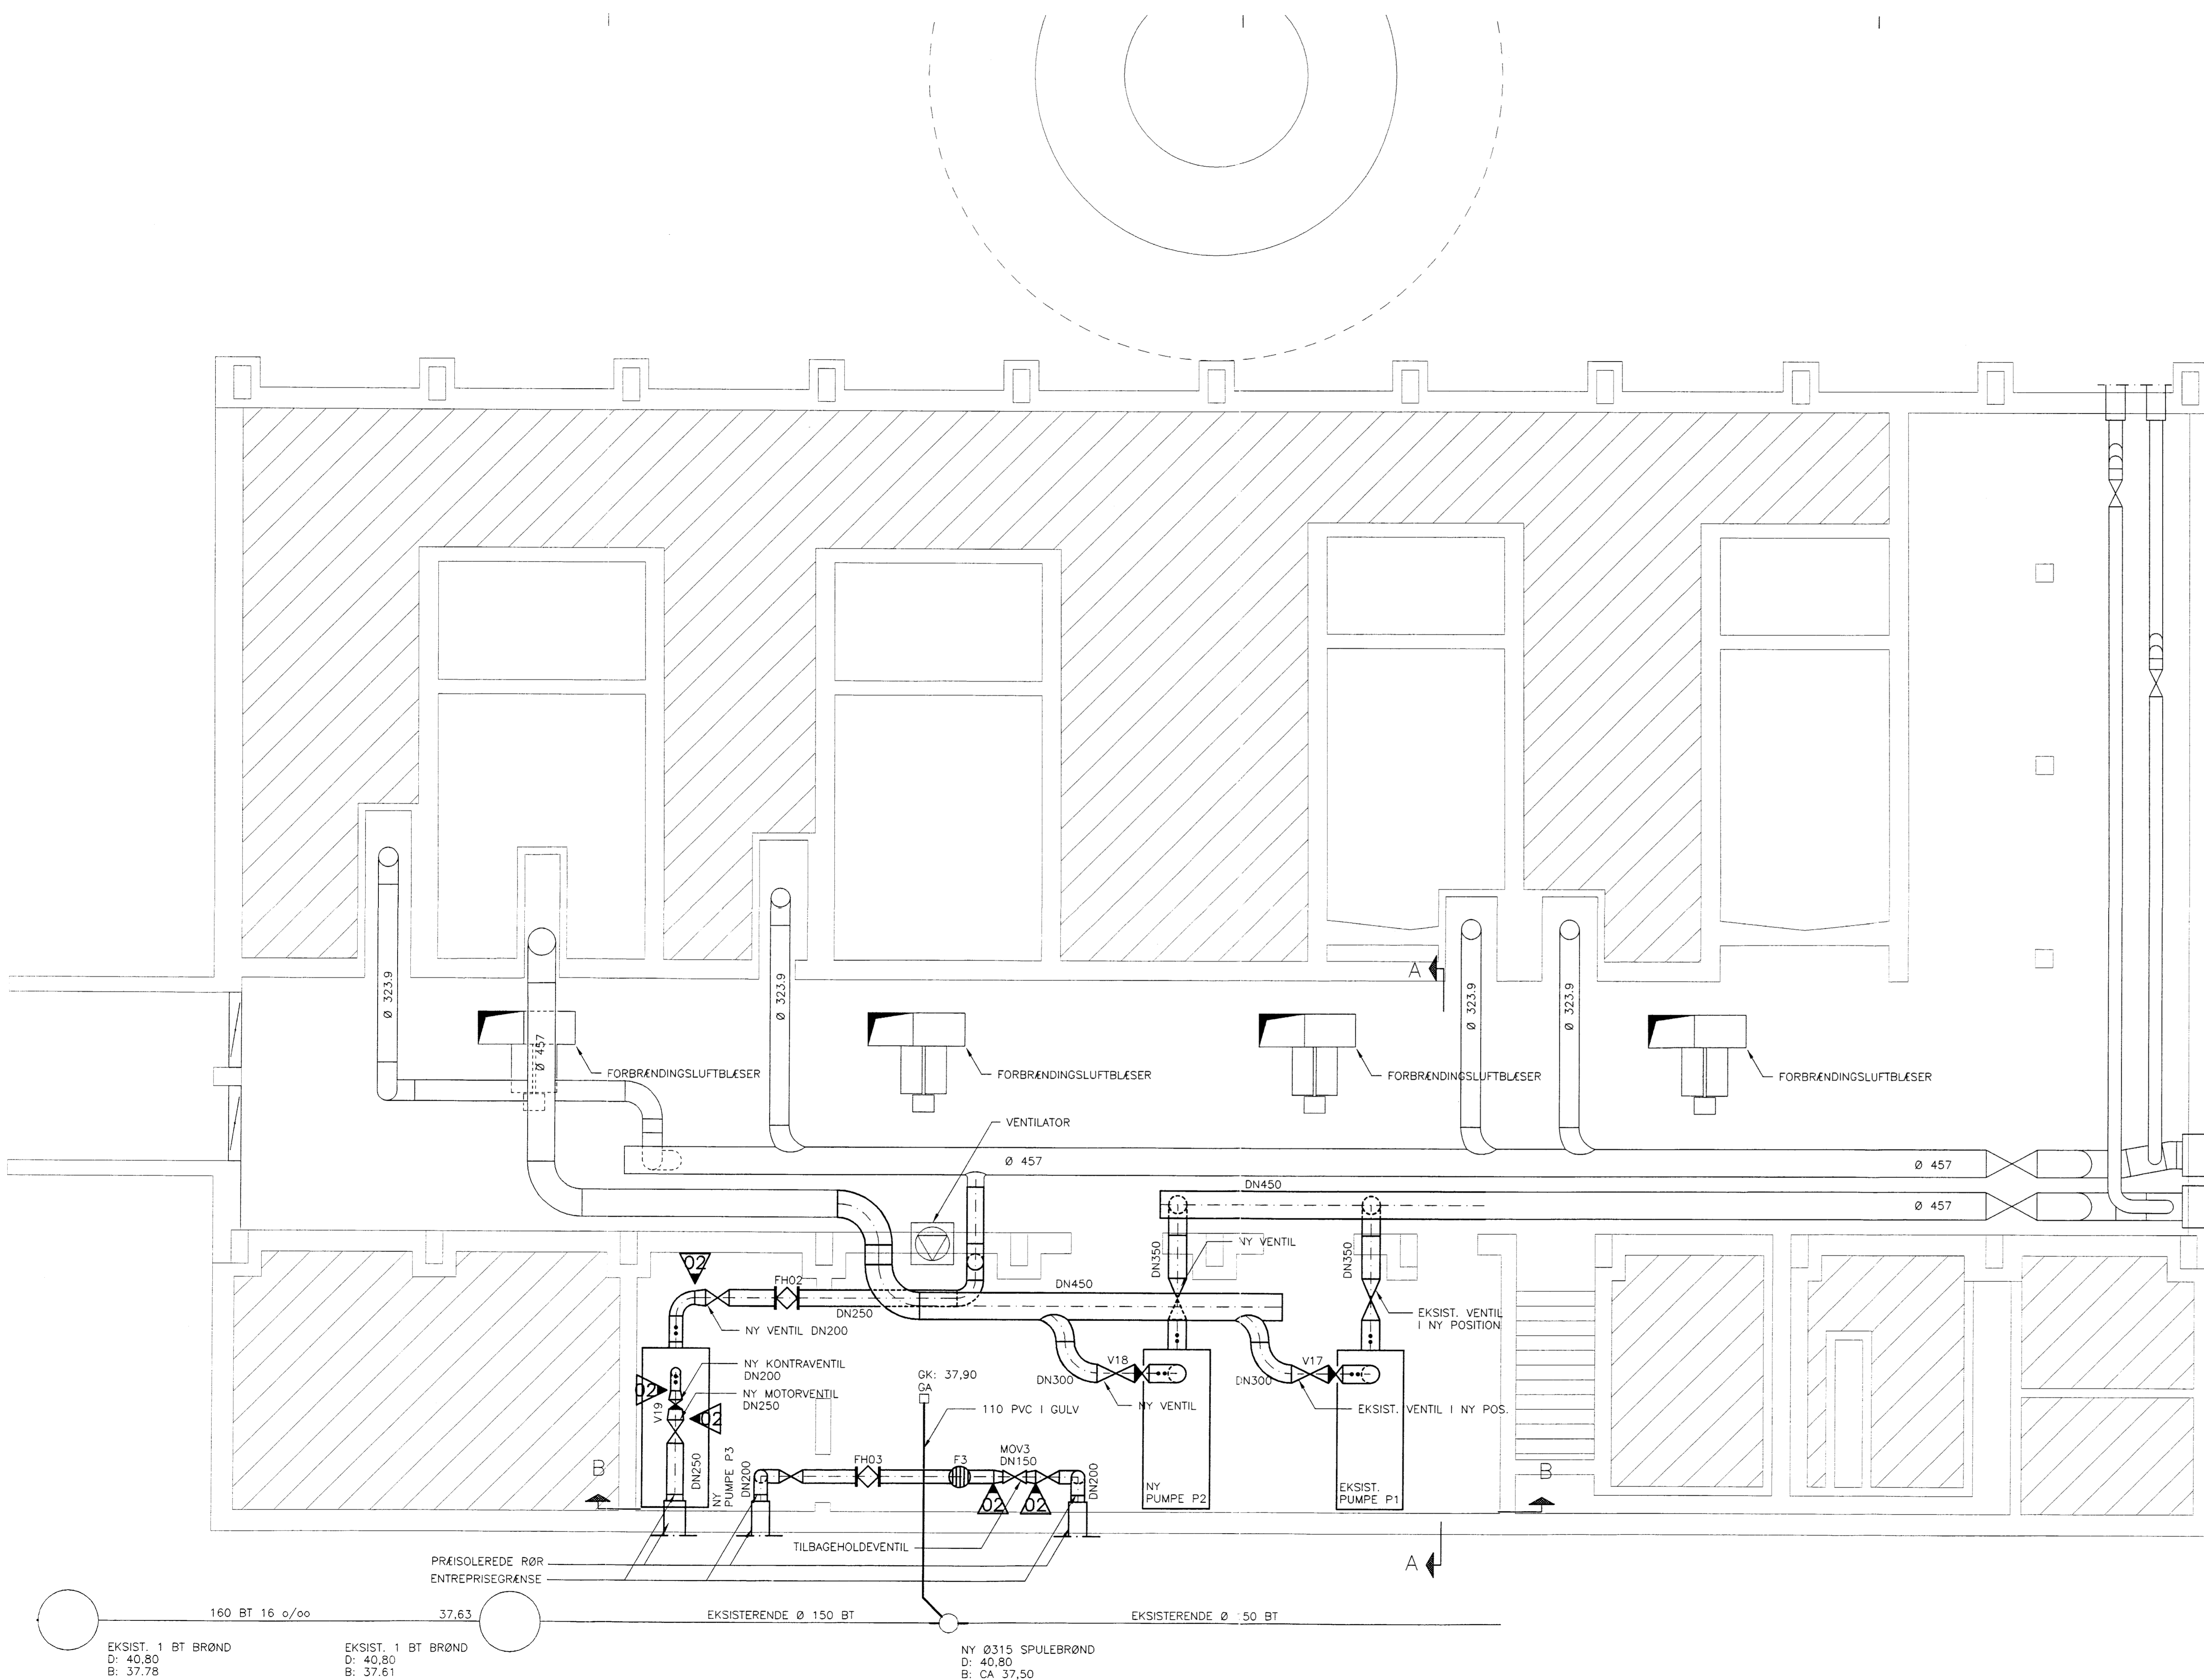 A
Ø 323.9
Ø 457
Ø 323.9
Ø 323.9
Ø 323.9
FORBRÆNDINGSLUFTBLÆSER
FORBRÆNDINGSLUFTBLÆSER
FORBRÆNDINGSLUFTBLÆSER
FORBRÆNDINGSLUFTBLÆSER
VENTILATOR
Ø 457
Ø 457
DN450
Ø 457
NY VENTIL
DN350
DN350
02
FH02
DN250
DN450
NY VENTIL DN200
EKSIST. VENTIL
I NY POSITION
NY KONTRAVENTIL
DN200
02
NY MOTORVENTIL
DN250
V19
02
DN250
NY
PUMPE P3
GK: 37,90
GA
110 PVC I GULV
V18
DN300
NY VENTIL
V17
DN300
EKSIST. VENTIL I NY POS.
B
DN200
FH03
F3
MOV3
DN150
DN200
02
02
NY
PUMPE P2
EKSIST.
PUMPE P1
B
TILBAGEHOLDEVENTIL
PRÆISOLEREDE RØR
ENTREPRISEGRÆNSE
A
160 BT 16 o/oo
37,63
EKSISTERENDE Ø 150 BT
EKSISTERENDE Ø 50 BT
EKSIST. 1 BT BRØND
D: 40,80
B: 37.78
EKSIST. 1 BT BRØND
D: 40,80
B: 37.61
NY Ø315 SPULEBRØND
D: 40,80
B: CA 37,50